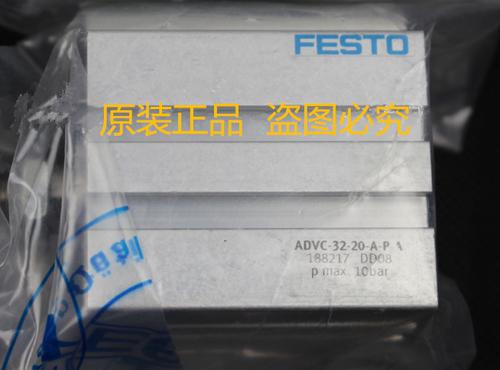 FESTO
原装正品 盗图必究
ADVC-32-20-A-P A
188217 DD08
p max. 10bar